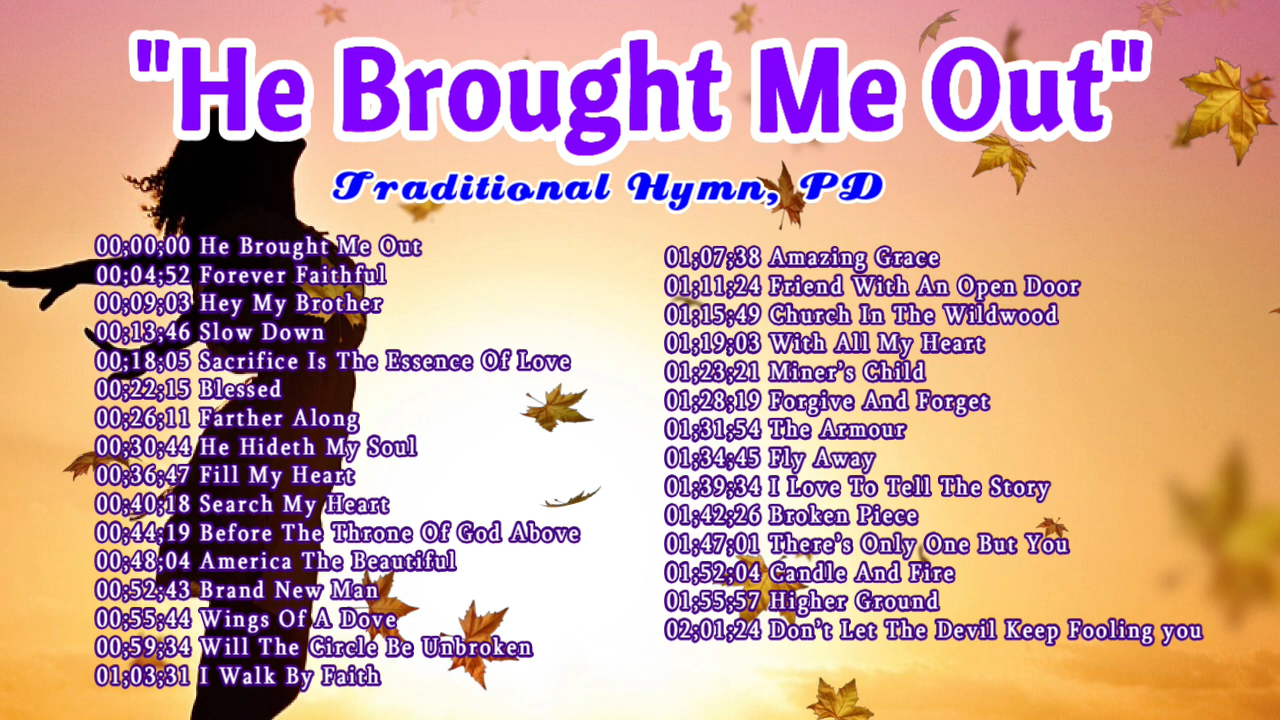 "He Brought Me Out"
Traditional Hymn, PD
00;00;00 He Brought Me Out
00;04;52 Forever Faithful
00;09;03 Hey My Brother
00;13;46 Slow Down
00;18;05 Sacrifice Is The Essence Of Love
00;22;15 Blessed
00;26;11 Farther Along
00;30;44 He Hideth My Soul
00;36;47 Fill My Heart
00;40;18 Search My Heart
00;44;19 Before The Throne Of God Above
00;48;04 America The Beautiful
00;52;43 Brand New Man
00;55;44 Wings Of A Dove
00;59;34 Will The Circle Be Unbroken
01;03;31 I Walk By Faith
01;07;38 Amazing Grace
01;11;24 Friend With An Open Door
01;15;49 Church In The Wildwood
01;19;03 With All My Heart
01;23;21 Miner's Child
01;28;19 Forgive And Forget
01;31;54 The Armour
01;34;45 Fly Away
01;39;34 I Love To Tell The Story
01;42;26 Broken Piece
01;47;01 There's Only One But You
01;52;04 Candle And Fire
01;55;57 Higher Ground
02;01;24 Don't Let The Devil Keep Fooling you